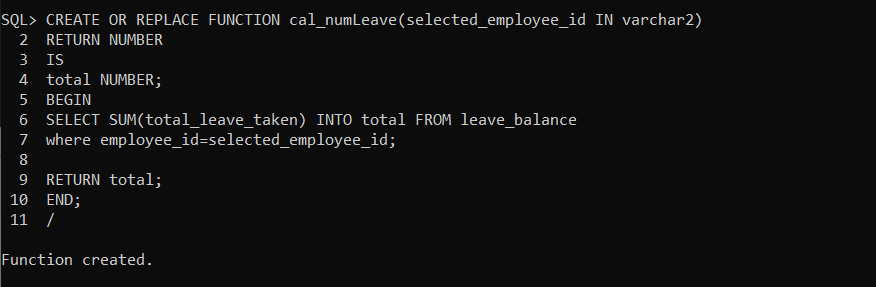 SQL> CREATE OR REPLACE FUNCTION cal_numLeave(selected_employee_id IN varchar2)
  2  RETURN NUMBER
  3  IS
  4  total NUMBER;
  5  BEGIN
  6  SELECT SUM(total_leave_taken) INTO total FROM leave_balance
  7  where employee_id=selected_employee_id;
  8
  9  RETURN total;
 10  END;
 11  /
Function created.